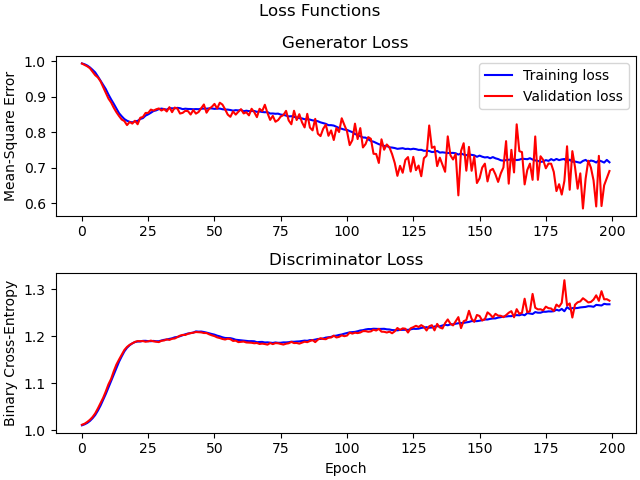 Loss Functions
Generator Loss
Mean-Square Error
1.0
0.9
0.8
0.7
0.6
Training loss
Validation loss
0 25 50 75 100 125 150 175 200
Discriminator Loss
Binary Cross-Entropy
1.3
1.2
1.1
1.0
0 25 50 75 100 125 150 175 200
Epoch